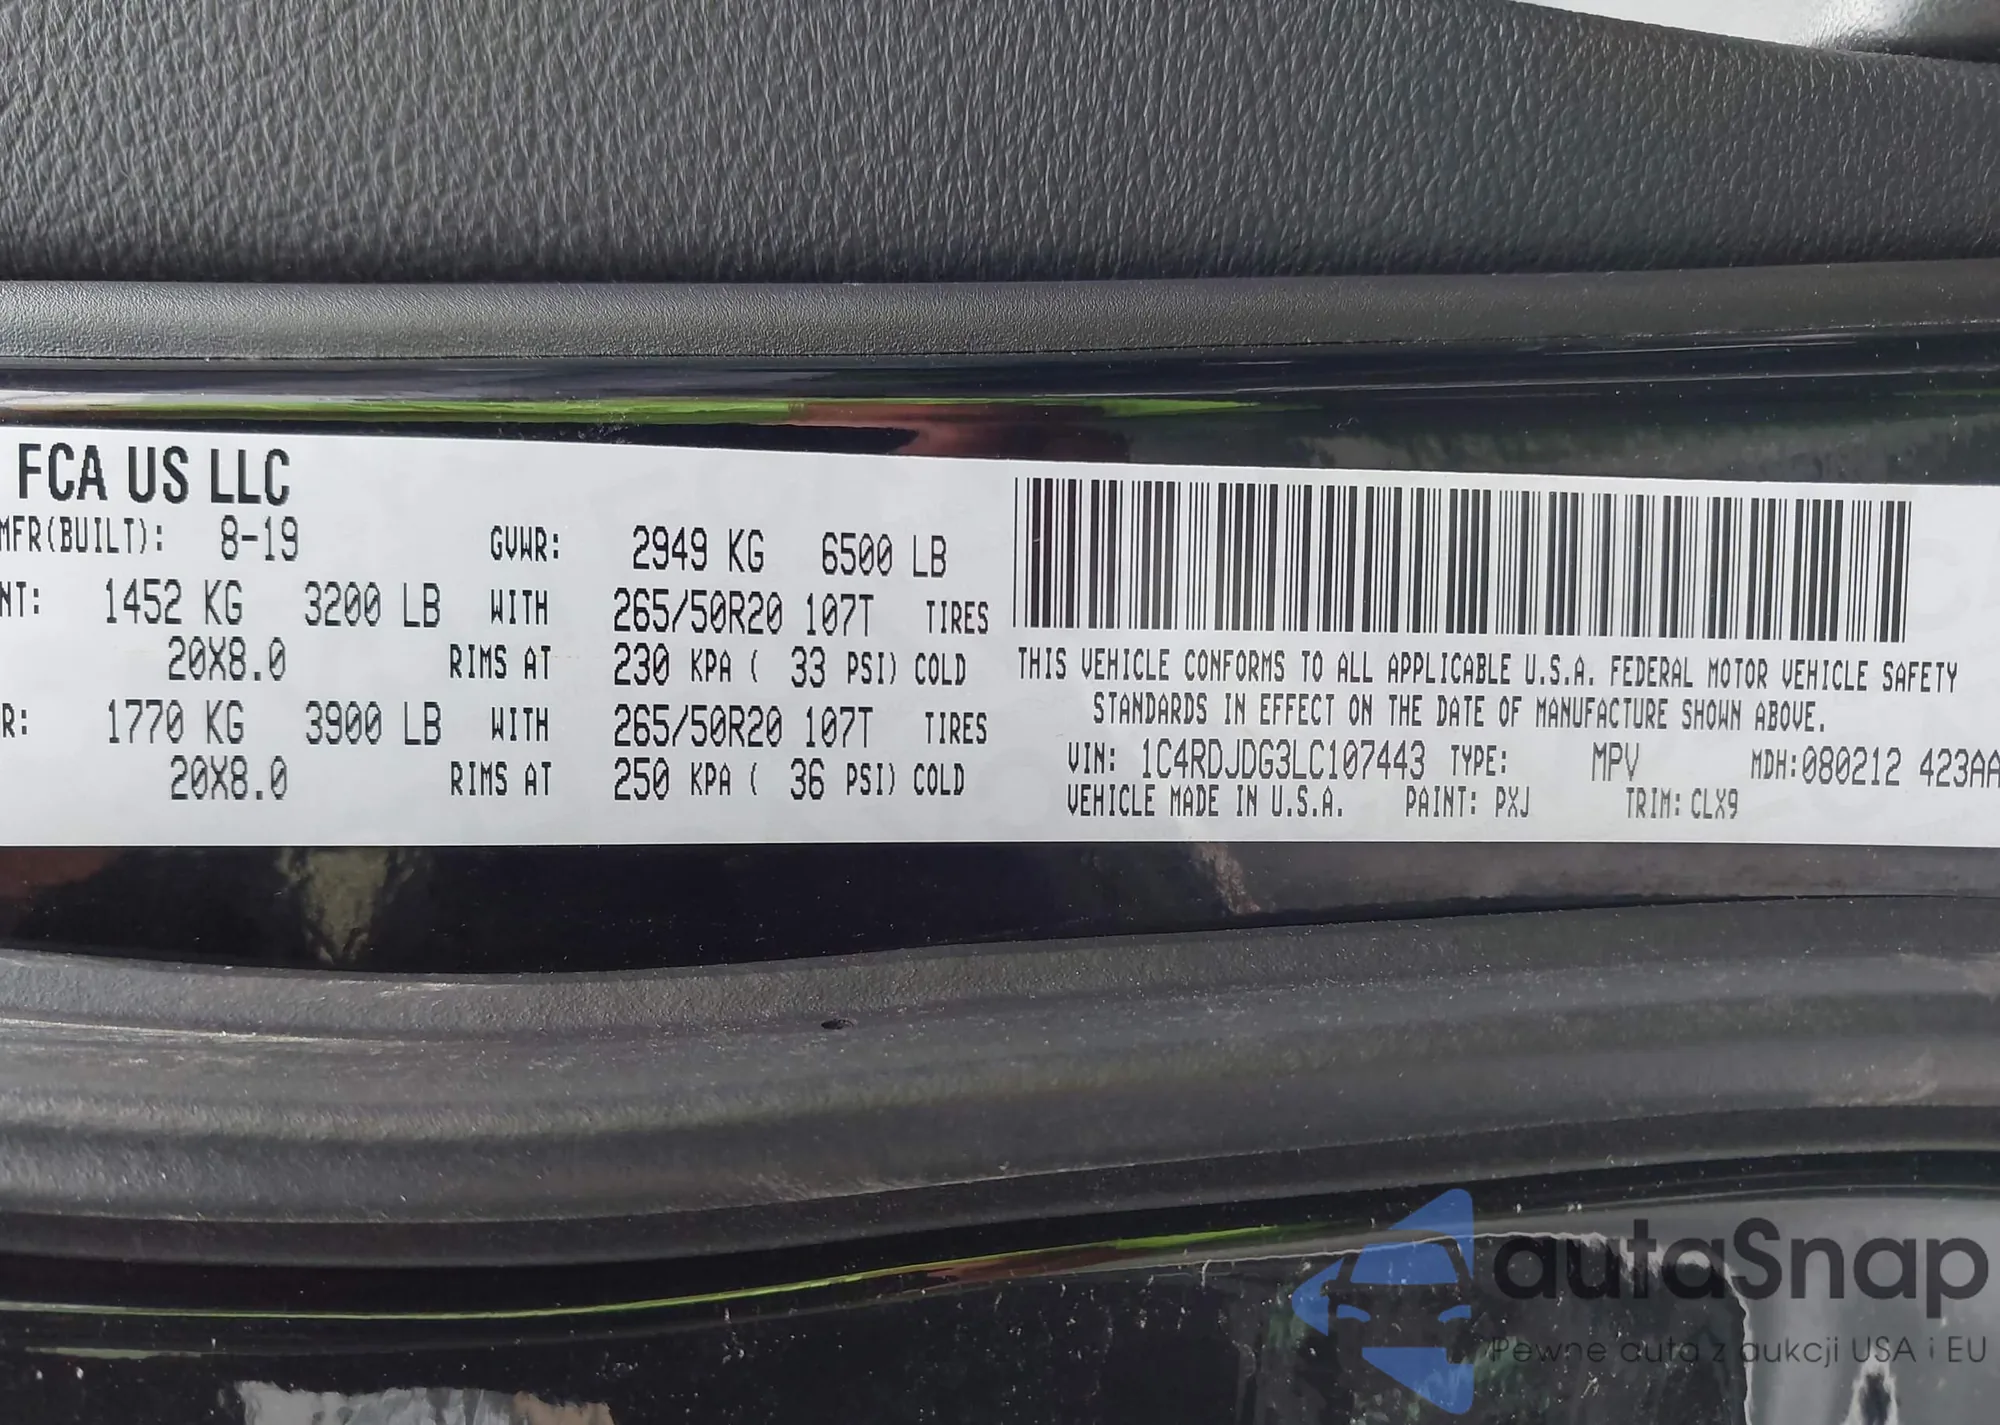 FCA US LLC
MFR(BUILT): 8-19 GVWR: 2949 KG 6500 LB
NT: 1452 KG 3200 LB WITH 265/50R20 107T TIRES
20X8.0 RIMS AT 230 KPA ( 33 PSI) COLD
R: 1770 KG 3900 LB WITH 265/50R20 107T TIRES
20X8.0 RIMS AT 250 KPA ( 36 PSI) COLD
THIS VEHICLE CONFORMS TO ALL APPLICABLE U.S.A. FEDERAL MOTOR VEHICLE SAFETY
STANDARDS IN EFFECT ON THE DATE OF MANUFACTURE SHOWN ABOVE.
VIN: 1C4RDJDG3LC107443 TYPE: MPV MDH:080212 423AA
VEHICLE MADE IN U.S.A. PAINT: PXJ TRIM: CLX9
autaSnap
Pewne auta z aukcji USA i EU